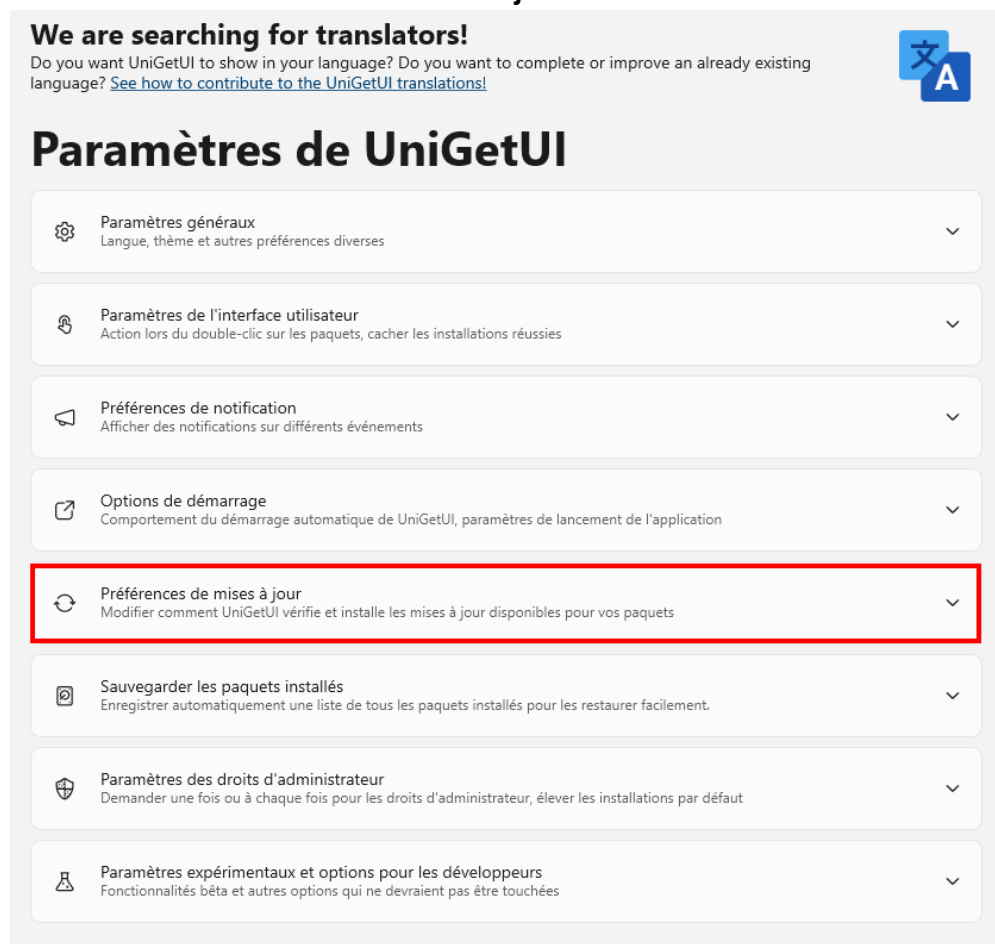 We are searching for translators!
Do you want UniGetUI to show in your language? Do you want to complete or improve an already existing
language? See how to contribute to the UniGetUI translations!
文A
Paramètres de UniGetUI
Paramètres généraux
Langue, thème et autres préférences diverses
Paramètres de l'interface utilisateur
Action lors du double-clic sur les paquets, cacher les installations réussies
Préférences de notification
Afficher des notifications sur différents événements
Options de démarrage
Comportement du démarrage automatique de UniGetUI, paramètres de lancement de l'application
Préférences de mises à jour
Modifier comment UniGetUI vérifie et installe les mises à jour disponibles pour vos paquets
Sauvegarder les paquets installés
Enregistrer automatiquement une liste de tous les paquets installés pour les restaurer facilement.
Paramètres des droits d'administrateur
Demander une fois ou à chaque fois pour les droits d'administrateur, élever les installations par défaut
Paramètres expérimentaux et options pour les développeurs
Fonctionnalités bêta et autres options qui ne devraient pas être touchées